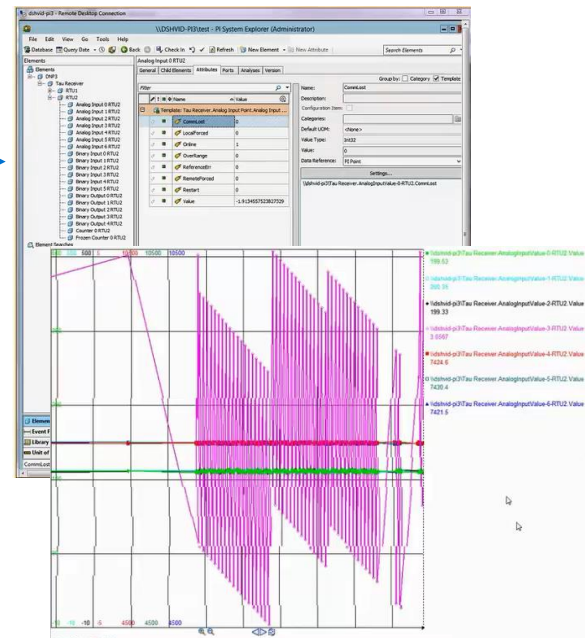 dshvid-pi3 - Remote Desktop Connection
\\DSHVID-PI3\test - PI System Explorer (Administrator)
File Edit View Go Tools Help
Database Query Date Back Check In Refresh New Element New Attribute
Search Elements
Elements
Elements
DNP3
Tau Receiver
RTU1
RTU2
Analog Input 0 RTU2
Analog Input 1 RTU2
Analog Input 2 RTU2
Analog Input 3 RTU2
Analog Input 4 RTU2
Analog Input 5 RTU2
Analog Input 6 RTU2
Binary Input 0 RTU2
Binary Input 1 RTU2
Binary Input 2 RTU2
Binary Input 3 RTU2
Binary Input 4 RTU2
Binary Input 5 RTU2
Binary Output 0 RTU2
Binary Output 1 RTU2
Binary Output 2 RTU2
Binary Output 3 RTU2
Binary Output 4 RTU2
Counter 0 RTU2
Frozen Counter 0 RTU2
Element Searches
Elemen
Event F
Library
Unit of
CommLost
Analog Input 0 RTU2
General Child Elements Attributes Ports Analyses Version
Group by: Category Template
Filter
Name Value
Template: Tau Receiver.Analog Input Point.Analog Input ...
CommLost 0
LocalForced 0
Online 1
OverRange 0
ReferenceErr 0
RemoteForced 0
Restart 0
Value
Name: CommLost
Description:
Configuration Item:
Categories:
Default UOM: <None>
Value Type: Int32
Value: 0
Data Reference: PI Point
Settings...
\\dshvid-pi3\Tau Receiver.AnalogInputValue-0-RTU2.CommLost
500 5 10500 10500
-10 -5 4500 4500 4500
\\dshvid-pi3\Tau Receiver.AnalogInputValue-0-RTU2.Value
\\dshvid-pi3\Tau Receiver.AnalogInputValue-1-RTU2.Value
\\dshvid-pi3\Tau Receiver.AnalogInputValue-2-RTU2.Value
199.33
\\dshvid-pi3\Tau Receiver.AnalogInputValue-3-RTU2.Value
\\dshvid-pi3\Tau Receiver.AnalogInputValue-4-RTU2.Value
7424.6
\\dshvid-pi3\Tau Receiver.AnalogInputValue-5-RTU2.Value
7430.4
\\dshvid-pi3\Tau Receiver.AnalogInputValue-6-RTU2.Value
7421.5